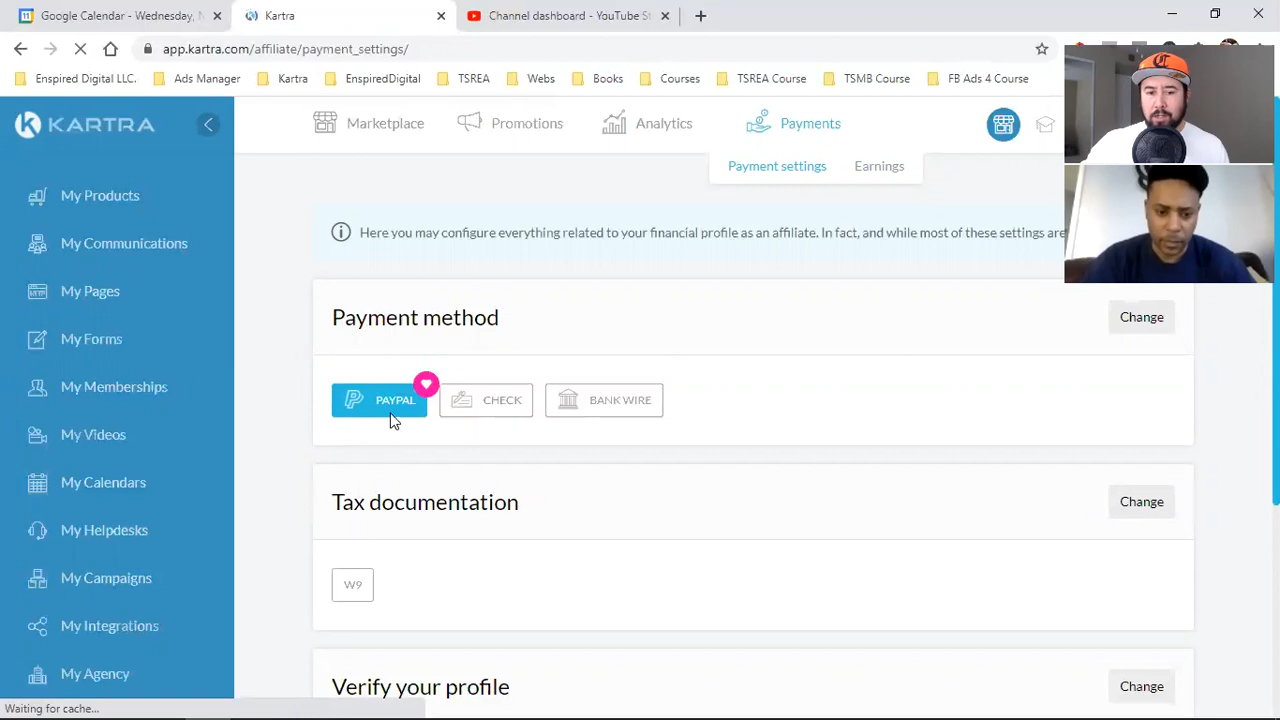 Google Calendar - Wednesday, N
Kartra
Channel dashboard - YouTube St
app.kartra.com/affiliate/payment_settings/
Enspired Digital LLC.
Ads Manager
Kartra
EnspiredDigital
TSREA
Webs
Books
Courses
TSREA Course
TSMB Course
FB Ads 4 Course
KARTRA
Marketplace
Promotions
Analytics
Payments
Payment settings
Earnings
My Products
My Communications
My Pages
My Forms
My Memberships
My Videos
My Calendars
My Helpdesks
My Campaigns
My Integrations
My Agency
Here you may configure everything related to your financial profile as an affiliate. In fact, and while most of these settings are
Payment method
Change
PAYPAL
CHECK
BANK WIRE
Tax documentation
Change
W9
Verify your profile
Change
Waiting for cache...